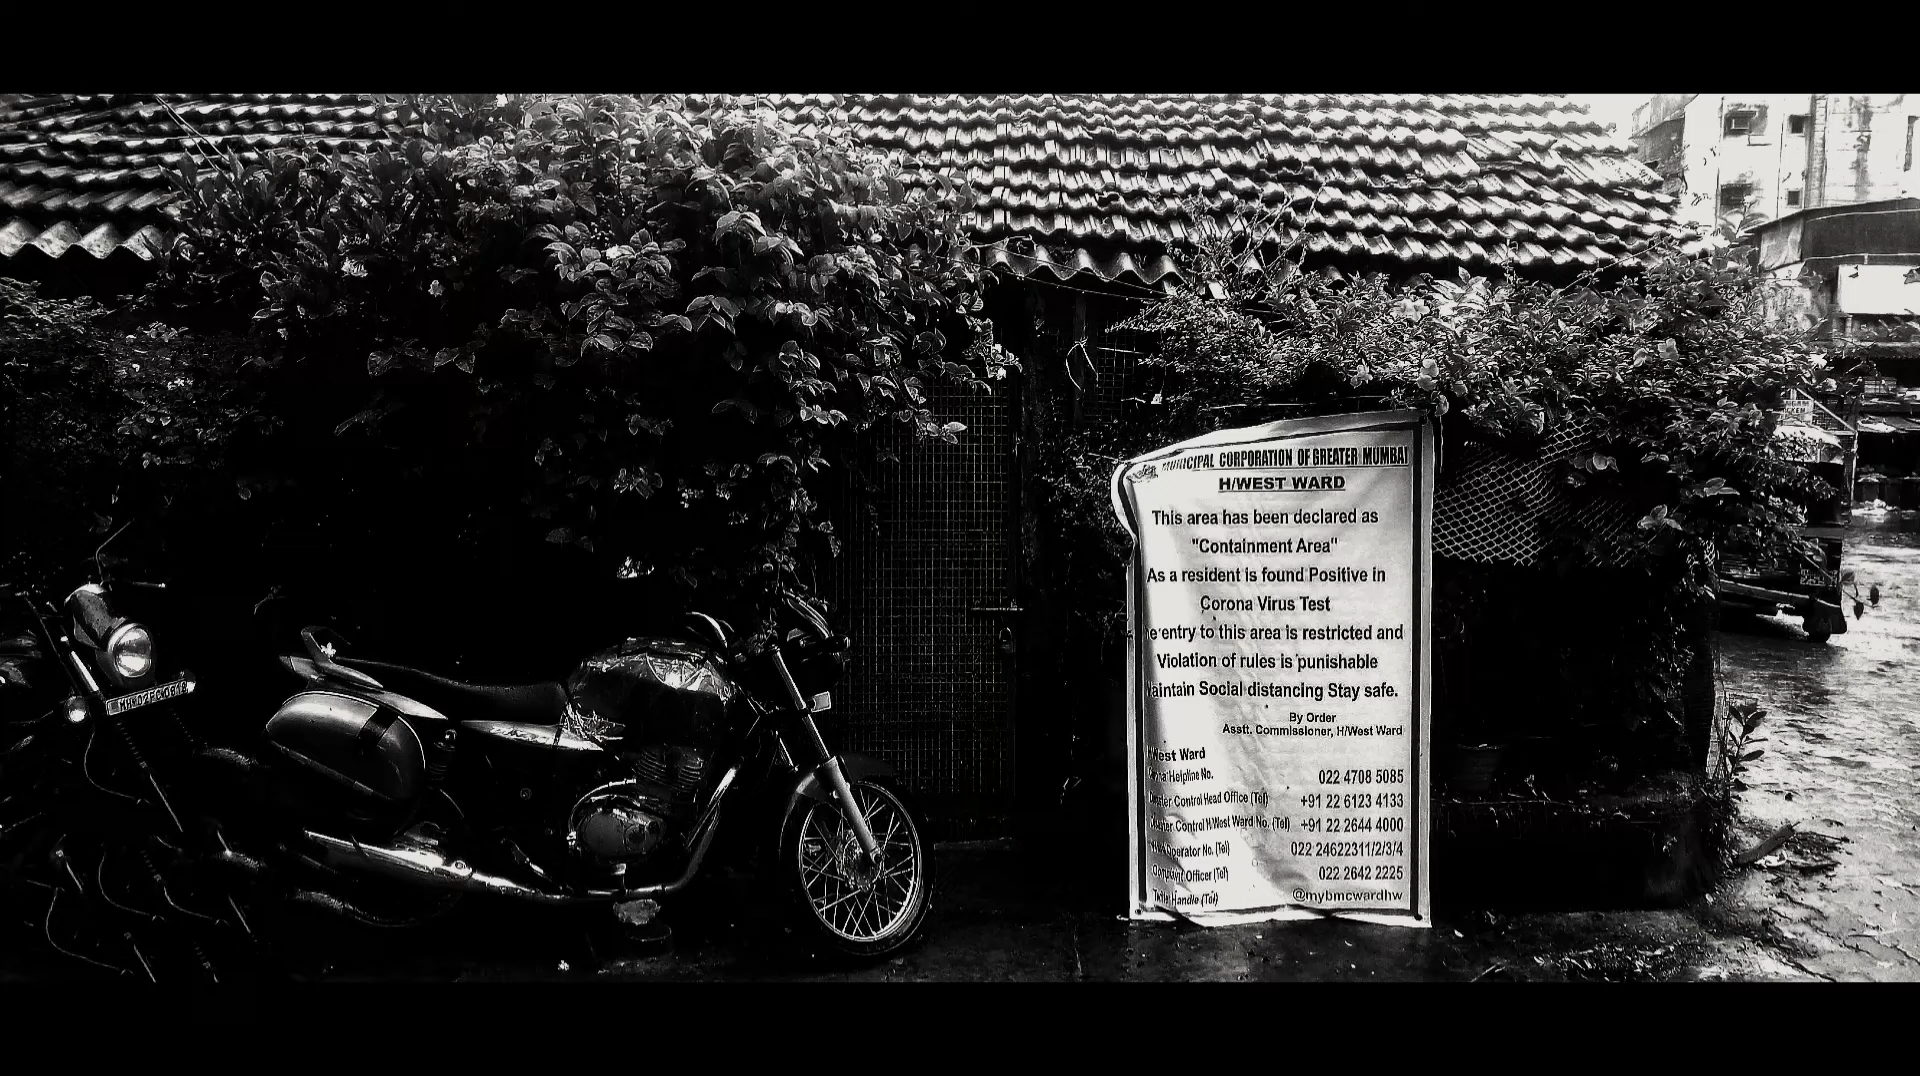 MUNICIPAL CORPORATION OF GREATER MUMBAI
H/WEST WARD
This area has been declared as
"Containment Area"
As a resident is found Positive in
Corona Virus Test
entry to this area is restricted and
Violation of rules is punishable
aintain Social distancing Stay safe.
By Order
Asstt. Commissioner, H/West Ward
H/West Ward
Helpline No. 022 4708 5085
Control Head Office (Tel) +91 22 6123 4133
Control H/West Ward No. (Tel) +91 22 2644 4000
Operator No. (Tel) 022 24622311/2/3/4
Officer (Tel) 022 2642 2225
Handle (Tel) @mybmcwardhw